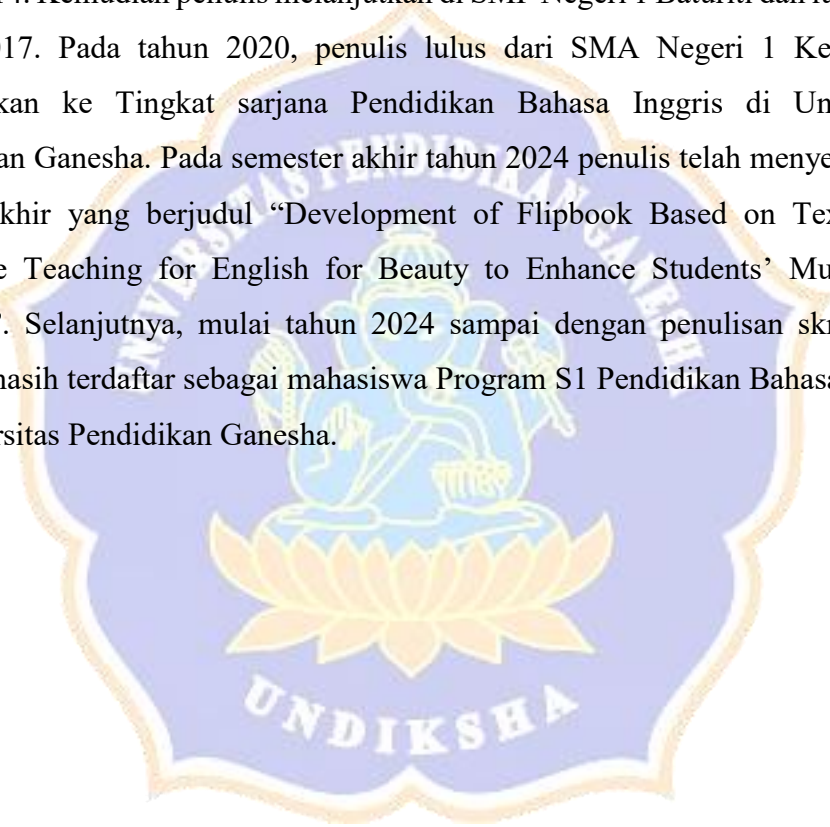 4. Kemudian penulis melanjutkan di SMP Negeri 1 Baturiti dan
017. Pada tahun 2020, penulis lulus dari SMA Negeri 1 Ke
kan ke Tingkat sarjana Pendidikan Bahasa Inggris di Un
an Ganesha. Pada semester akhir tahun 2024 penulis telah menye
khir yang berjudul “Development of Flipbook Based on Tex
e Teaching for English for Beauty to Enhance Students’ Mu
”. Selanjutnya, mulai tahun 2024 sampai dengan penulisan skr
masih terdaftar sebagai mahasiswa Program S1 Pendidikan Bahasa
rsitas Pendidikan Ganesha.
UNIVERSITAS PENDIDIKAN GANESHA
UNDIKSHA